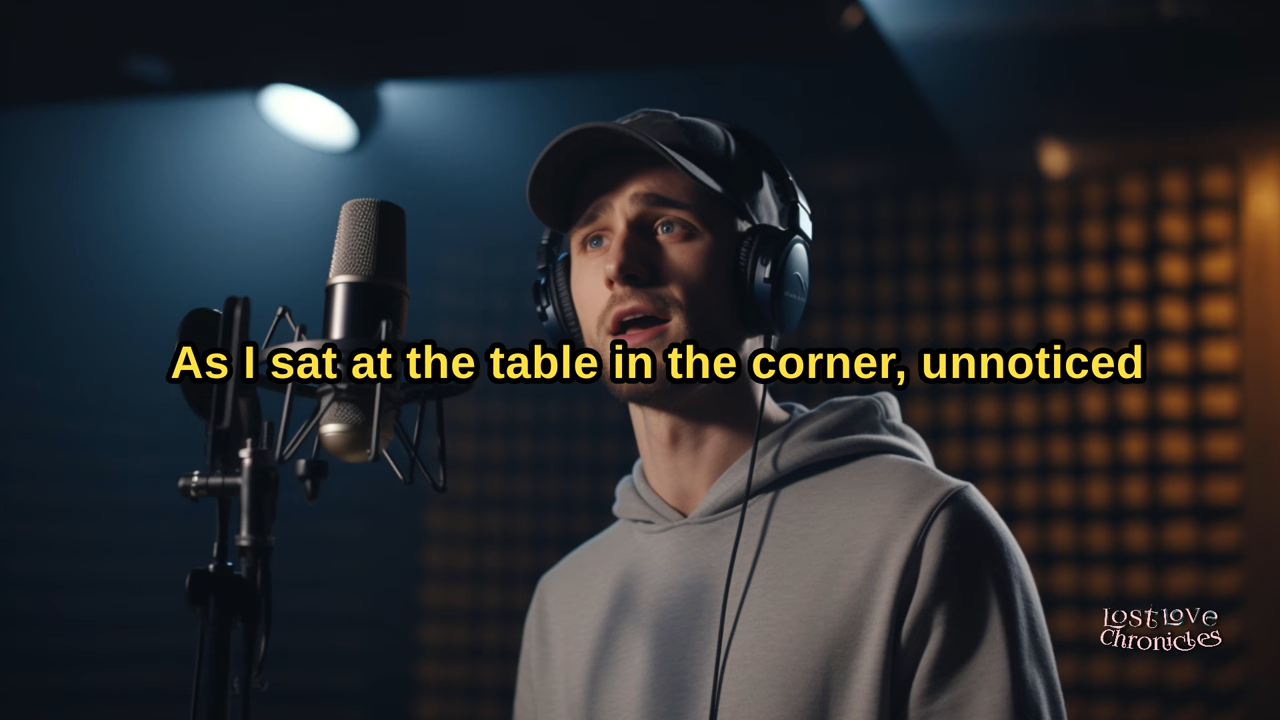 As I sat at the table in the corner, unnoticed
Lost Love
Chronicles